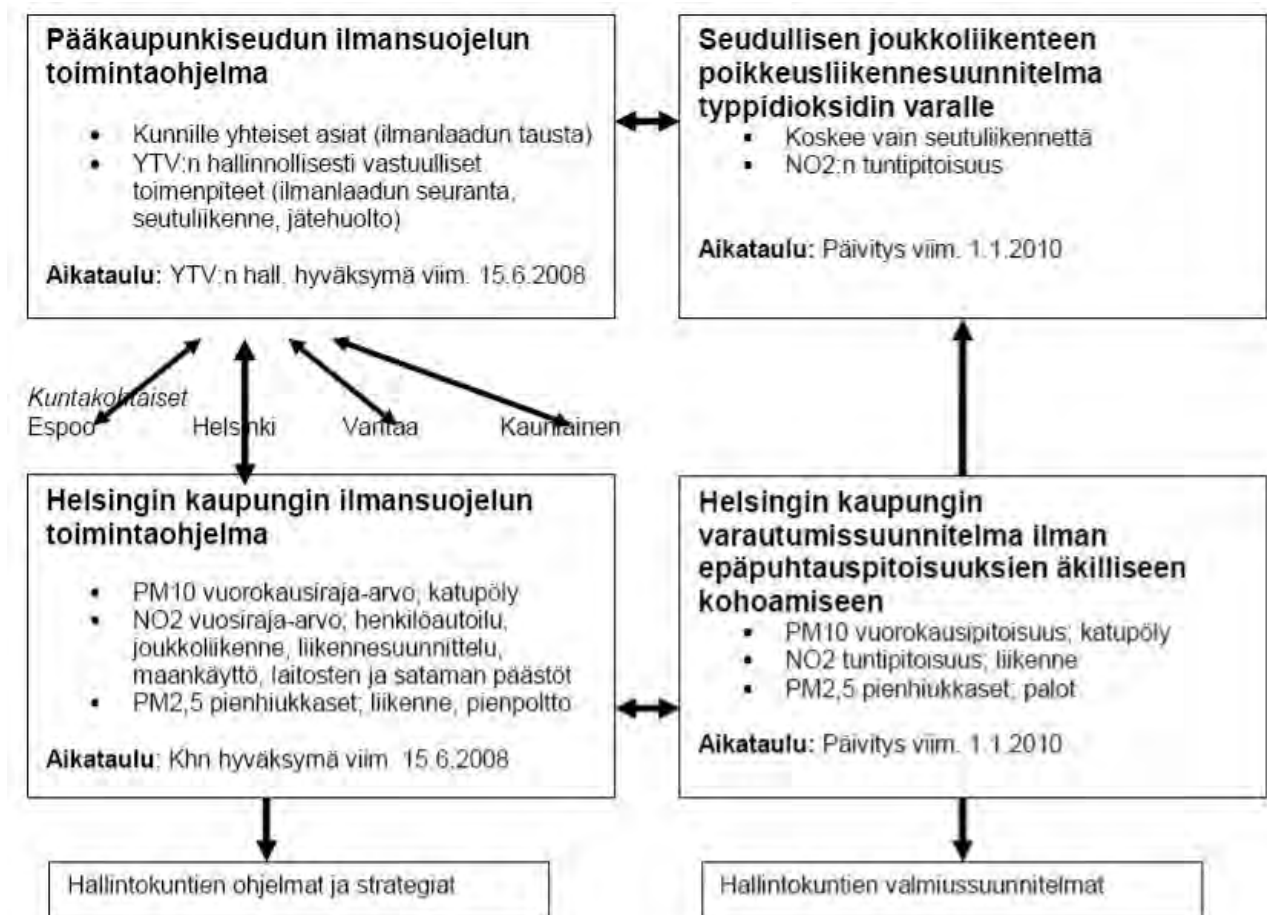 Pääkaupunkiseudun ilmansuojelun
toimintaohjelma
• Kunnille yhteiset asiat (ilmanlaadun tausta)
• YTV:n hallinnollisesti vastuulliset
toimenpiteet (ilmanlaadun seuranta,
seutuliikenne, jätehuolto)
Aikataulu: YTV:n hall. hyväksymä viim. 15.6.2008
Seudullisen joukkoliikenteen
poikkeusliikennesuunnitelma
typpidioksidin varalle
▪ Koskee vain seutuliikennettä
▪ NO2:n tuntipitoisuus
Aikataulu: Päivitys viim. 1.1.2010
Kuntakohtaiset
Espoo Helsinki Vantaa Kauniainen
Helsingin kaupungin ilmansuojelun
toimintaohjelma
• PM10 vuorokausiraja-arvo; katupöly
• NO2 vuosiraja-arvo; henkilöautoilu,
joukkoliikenne, liikennesuunnittelu,
maankäyttö, laitosten ja sataman päästöt
• PM2,5 pienhiukkaset; liikenne, pienpoltto
Aikataulu: Khn hyväksymä viim 15.6.2008
Helsingin kaupungin
varautumissuunnitelma ilman
epäpuhtauspitoisuuksien äkilliseen
kohoamiseen
▪ PM10 vuorokausipitoisuus; katupöly
▪ NO2 tuntipitoisuus; liikenne
▪ PM2,5 pienhiukkaset; palot
Aikataulu: Päivitys viim. 1.1.2010
Hallintokuntien ohjelmat ja strategiat
Hallintokuntien valmiussuunnitelmat